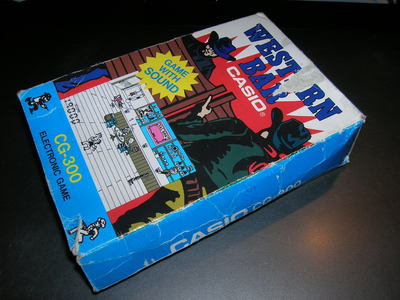 WESTERN
BAR
CASIO®
GAME WITH
SOUND
CG-300
ELECTRONIC GAME
CASIO CG-300